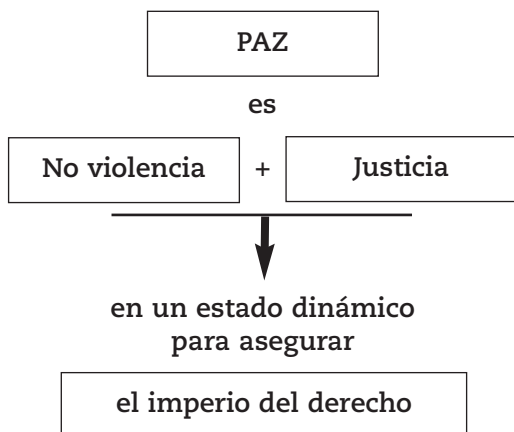 PAZ
es
No violencia + Justicia
en un estado dinámico
para asegurar
el imperio del derecho